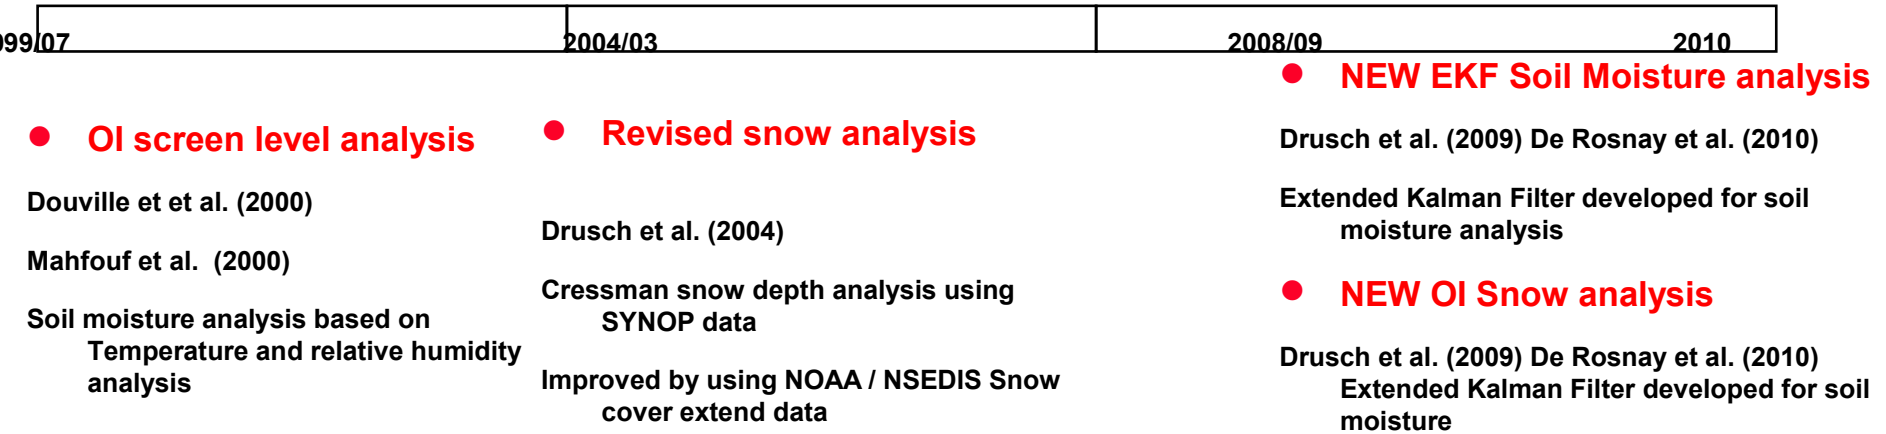 99/07
2004/03
2008/09
2010
● OI screen level analysis
Douville et et al. (2000)
Mahfouf et al. (2000)
Soil moisture analysis based on
Temperature and relative humidity
analysis
● Revised snow analysis
Drusch et al. (2004)
Cressman snow depth analysis using
SYNOP data
Improved by using NOAA / NSEDIS Snow
cover extend data
● NEW EKF Soil Moisture analysis
Drusch et al. (2009) De Rosnay et al. (2010)
Extended Kalman Filter developed for soil
moisture analysis
● NEW OI Snow analysis
Drusch et al. (2009) De Rosnay et al. (2010)
Extended Kalman Filter developed for soil
moisture